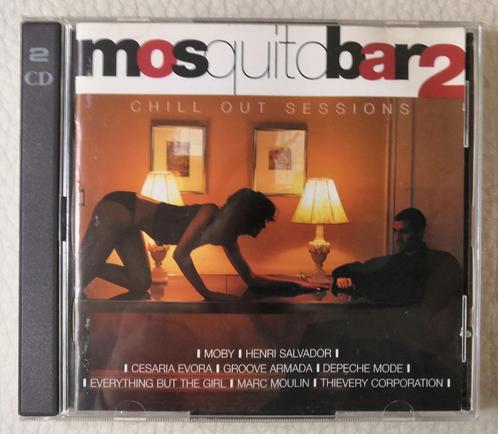 2
CD
mosquitobar2
CHILL OUT SESSIONS
| MOBY | HENRI SALVADOR |
| CESARIA EVORA | GROOVE ARMADA | DEPECHE MODE |
| EVERYTHING BUT THE GIRL | MARC MOULIN | THIEVERY CORPORATION |